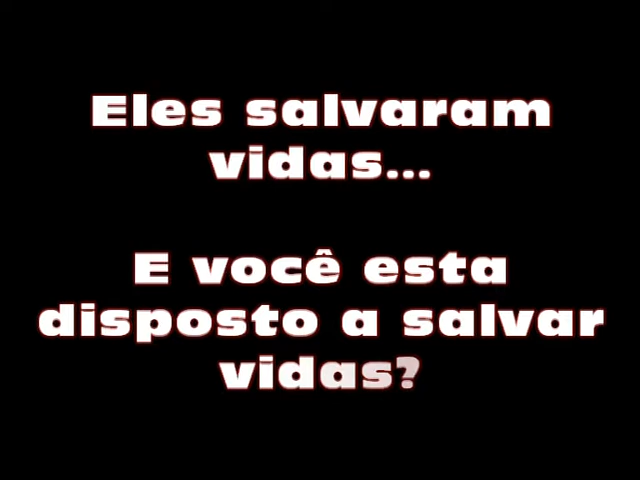 Eles salvaram
vidas...
E você esta
disposto a salvar
vidas?